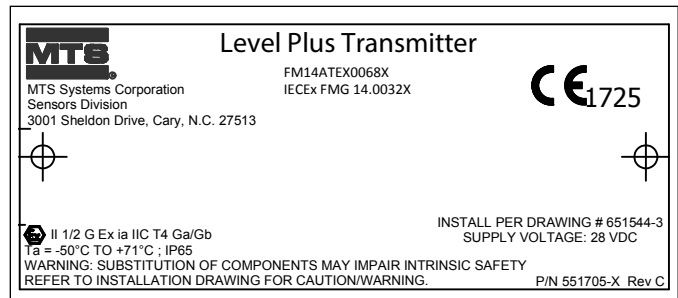 MTS
Level Plus Transmitter
FM14ATEX0068X
IECEx FMG 14.0032X
CE 1725
MTS Systems Corporation
Sensors Division
3001 Sheldon Drive, Cary, N.C. 27513
INSTALL PER DRAWING # 651544-3
SUPPLY VOLTAGE: 28 VDC
Ex II 1/2 G Ex ia IIC T4 Ga/Gb
Ta = -50°C TO +71°C ; IP65
WARNING: SUBSTITUTION OF COMPONENTS MAY IMPAIR INTRINSIC SAFETY
REFER TO INSTALLATION DRAWING FOR CAUTION/WARNING.
P/N 551705-X Rev C